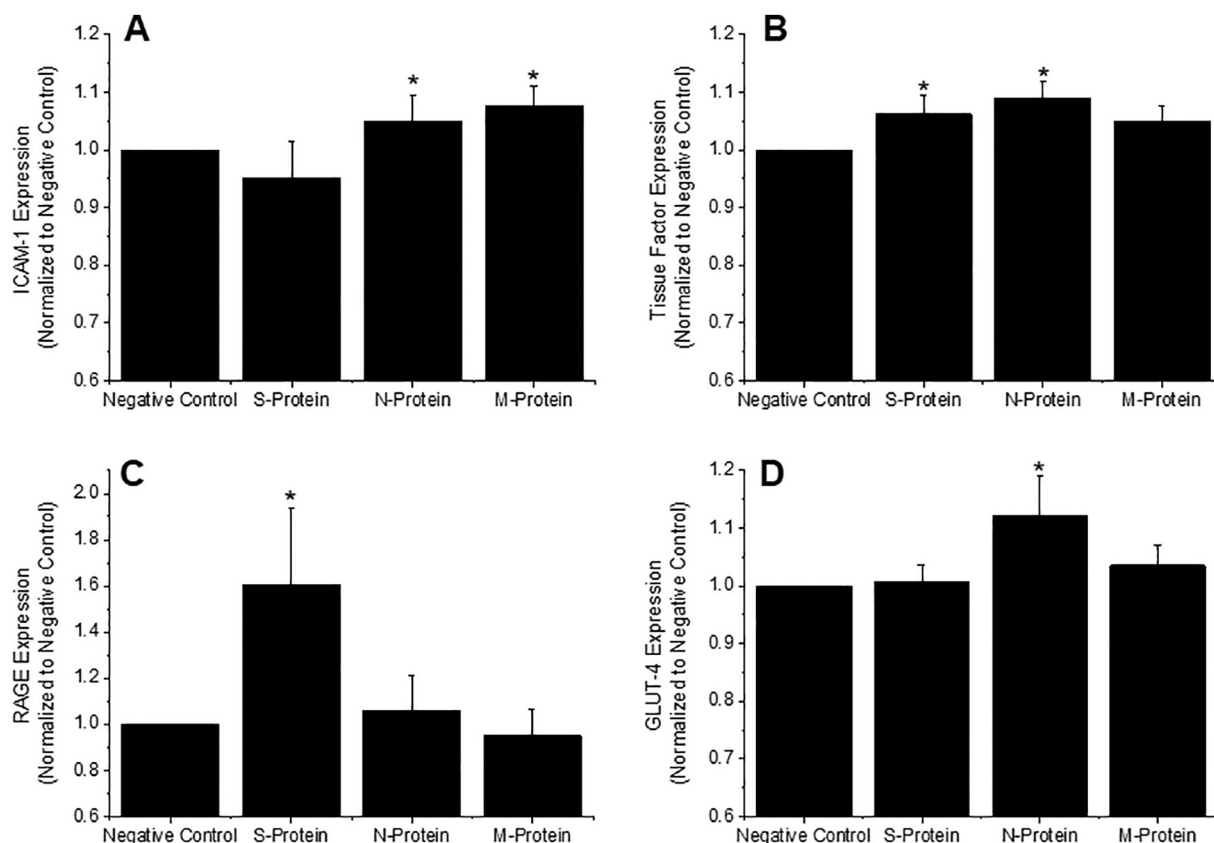 A
ICAM-1 Expression
(Normalized to Negative Control)
1.2
*
*
1.1
1.0
0.9
0.8
0.7
0.6
Negative Control
S-Protein
N-Protein
M-Protein
B
Tissue Factor Expression
(Normalized to Negative Control)
1.2
*
*
1.1
1.0
0.9
0.8
0.7
0.6
Negative Control
S-Protein
N-Protein
M-Protein
C
RAGE Expression
(Normalized to Negative Control)
2.0
*
1.8
1.6
1.4
1.2
1.0
0.8
0.6
Negative Control
S-Protein
N-Protein
M-Protein
D
GLUT-4 Expression
(Normalized to Negative Control)
1.2
*
1.1
1.0
0.9
0.8
0.7
0.6
Negative Control
S-Protein
N-Protein
M-Protein